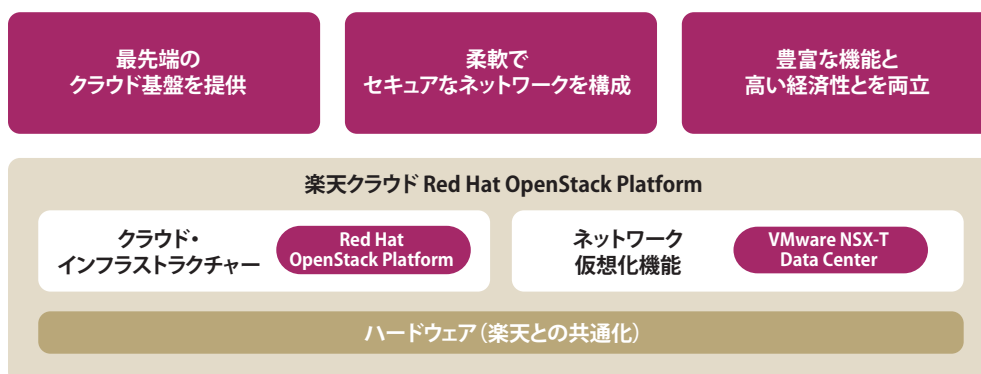 最先端の
クラウド基盤を提供
柔軟で
セキュアなネットワークを構成
豊富な機能と
高い経済性とを両立
楽天クラウド Red Hat OpenStack Platform
クラウド・
インフラストラクチャー
Red Hat
OpenStack Platform
ネットワーク
仮想化機能
VMware NSX-T
Data Center
ハードウェア（楽天との共通化）